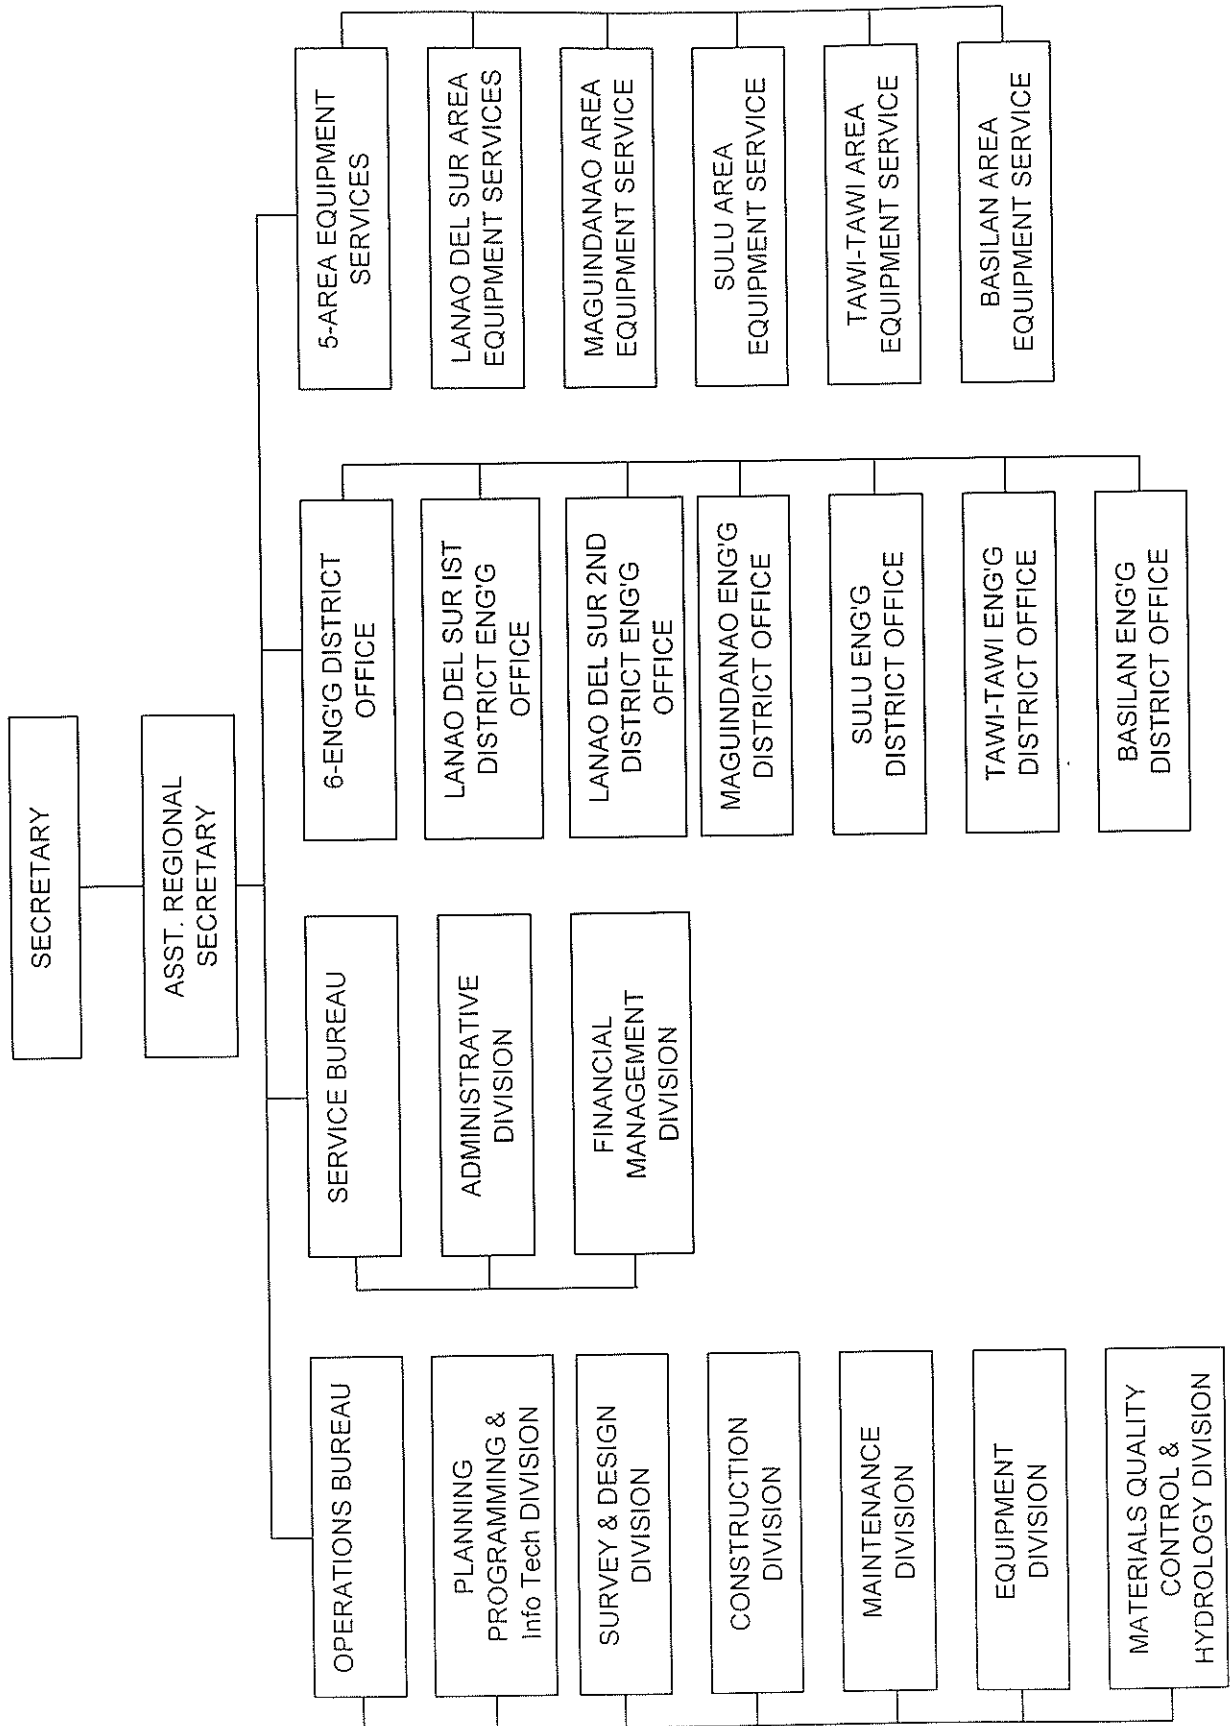 SECRETARY
ASST. REGIONAL
SECRETARY
OPERATIONS BUREAU
PLANNING
PROGRAMMING &
Info Tech DIVISION
SURVEY & DESIGN
DIVISION
CONSTRUCTION
DIVISION
MAINTENANCE
DIVISION
EQUIPMENT
DIVISION
MATERIALS QUALITY
CONTROL &
HYDROLOGY DIVISION
SERVICE BUREAU
ADMINISTRATIVE
DIVISION
FINANCIAL
MANAGEMENT
DIVISION
6-ENG'G DISTRICT
OFFICE
LANAO DEL SUR IST
DISTRICT ENG'G
OFFICE
LANAO DEL SUR 2ND
DISTRICT ENG'G
OFFICE
MAGUINDANAO ENG'G
DISTRICT OFFICE
SULU ENG'G
DISTRICT OFFICE
TAWI-TAWI ENG'G
DISTRICT OFFICE
BASILAN ENG'G
DISTRICT OFFICE
5-AREA EQUIPMENT
SERVICES
LANAO DEL SUR AREA
EQUIPMENT SERVICES
MAGUINDANAO AREA
EQUIPMENT SERVICE
SULU AREA
EQUIPMENT SERVICE
TAWI-TAWI AREA
EQUIPMENT SERVICE
BASILAN AREA
EQUIPMENT SERVICE